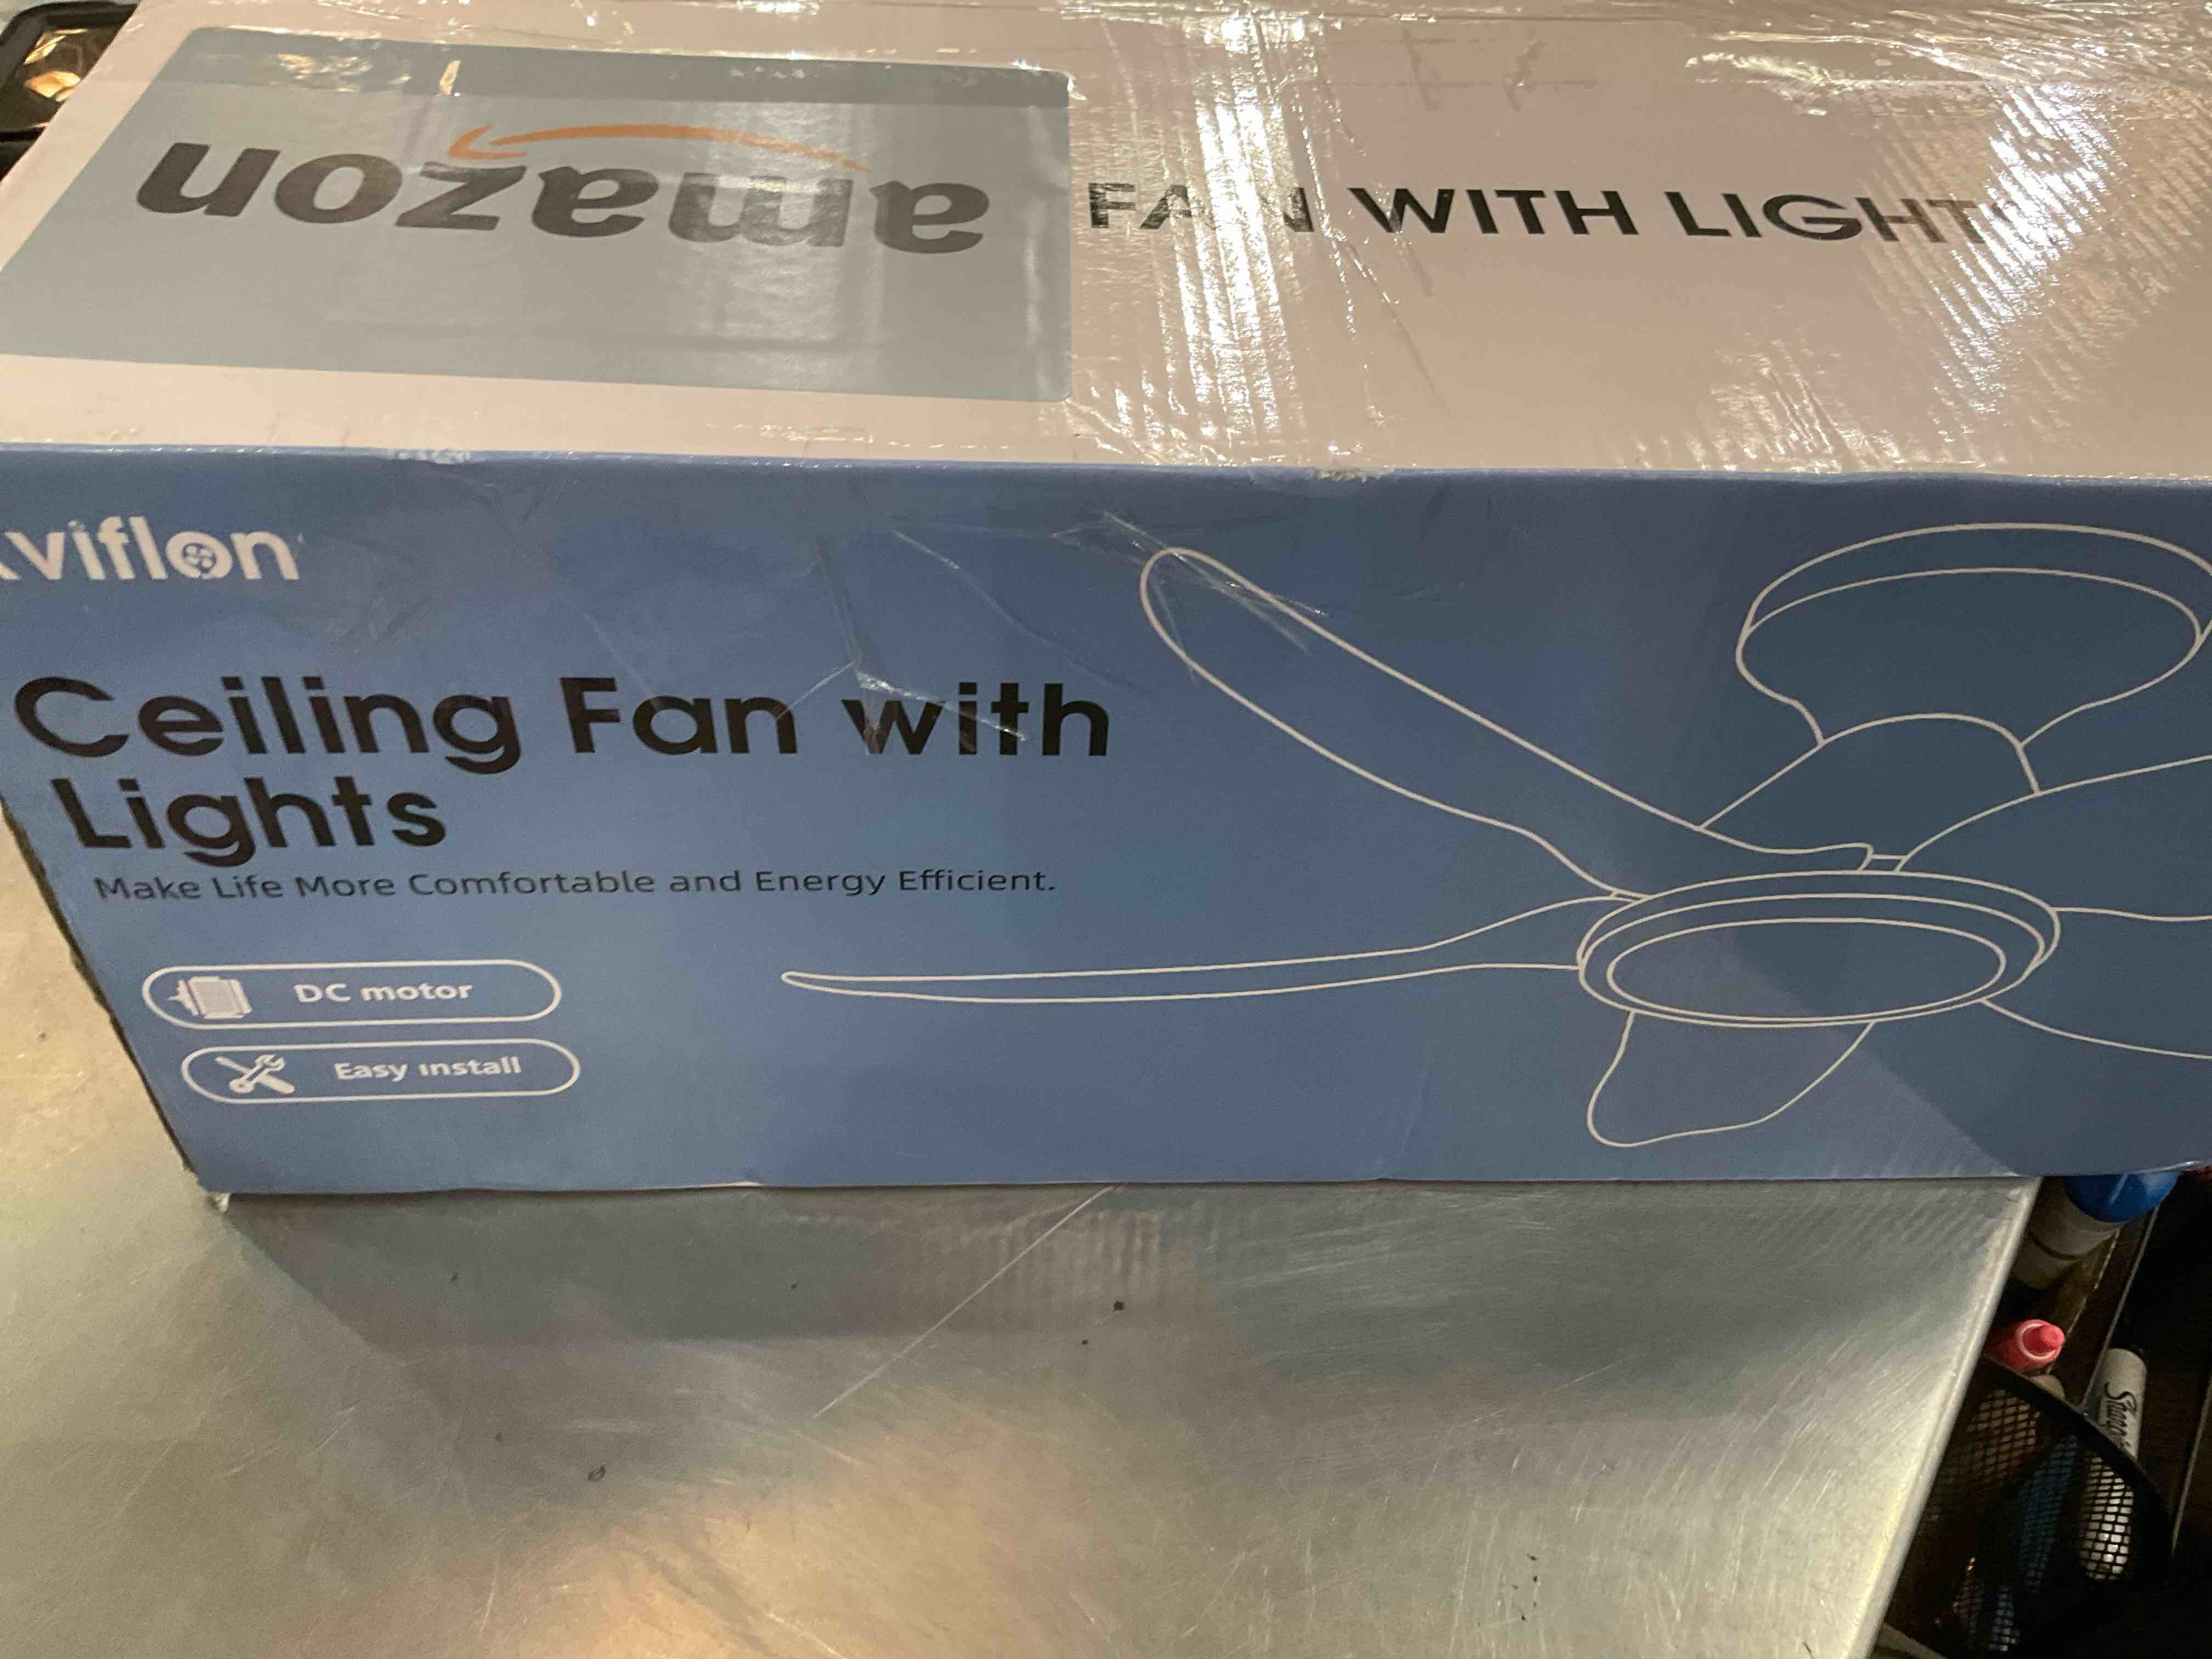 amazon
FAN WITH LIGHTS
viflon
Ceiling Fan with
Lights
Make Life More Comfortable and Energy Efficient.
DC motor
Easy install